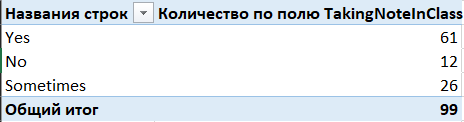 Названия строк Количество по полю TakingNoteInClass
Yes 61
No 12
Sometimes 26
Общий итог 99